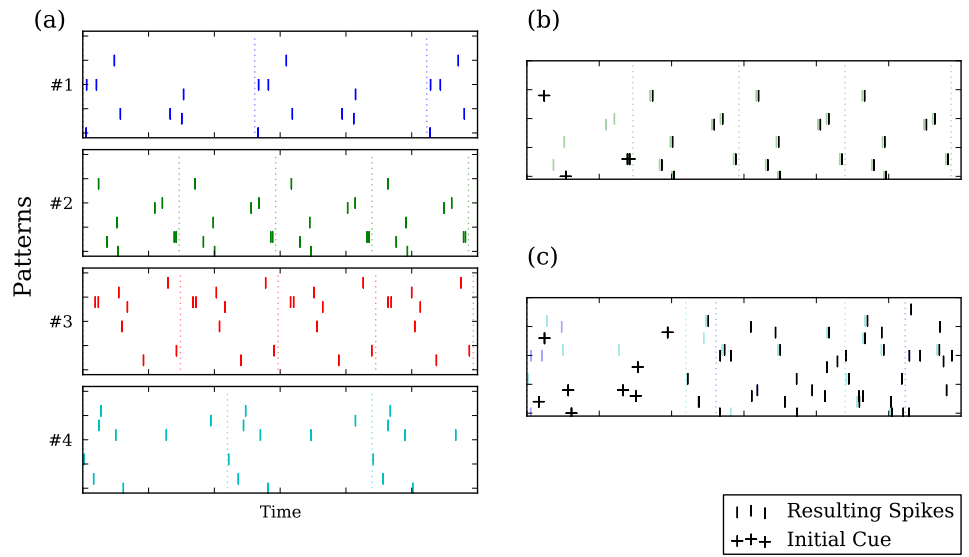 (a)
#1
#2
#3
#4
Patterns
Time
(b)
(c)
Resulting Spikes
Initial Cue